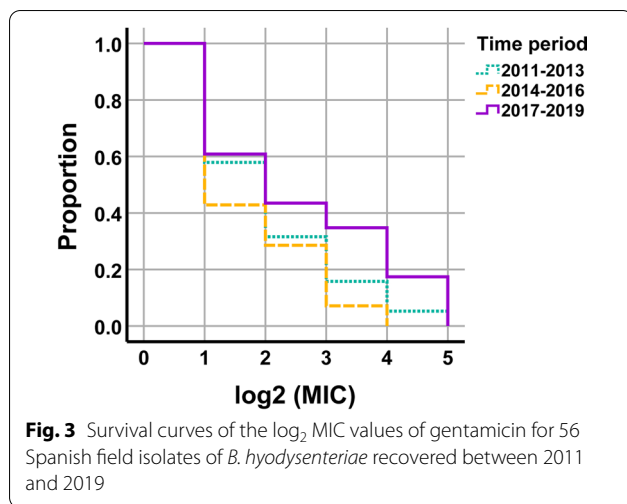 Time period
2011-2013
2014-2016
2017-2019
Proportion
1.0
0.8
0.6
0.4
0.2
0.0
0 1 2 3 4 5
log2 (MIC)
Fig. 3 Survival curves of the log₂ MIC values of gentamicin for 56
Spanish field isolates of B. hyodysenteriae recovered between 2011
and 2019